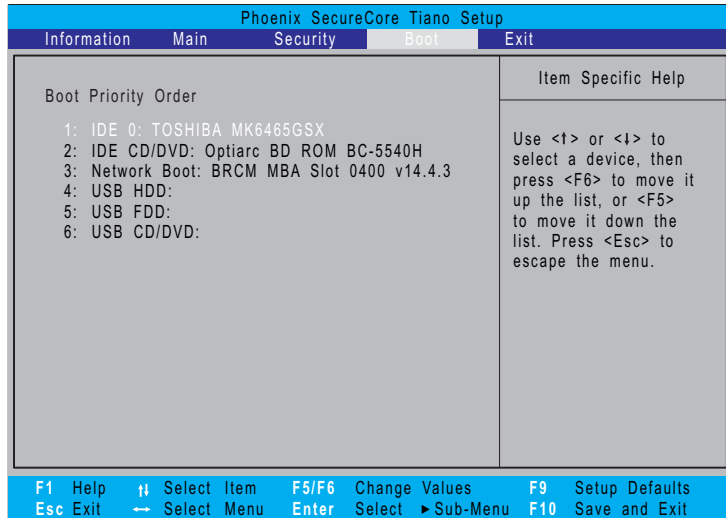 Phoenix SecureCore Tiano Setup
Information Main Security Boot Exit
Boot Priority Order
1: IDE 0: TOSHIBA MK6465GSX
2: IDE CD/DVD: Optiarc BD ROM BC-5540H
3: Network Boot: BRCM MBA Slot 0400 v14.4.3
4: USB HDD:
5: USB FDD:
6: USB CD/DVD:
Item Specific Help
Use <↑> or <↓> to
select a device, then
press <F6> to move it
up the list, or <F5>
to move it down the
list. Press <Esc> to
escape the menu.
F1 Help ↑↓ Select Item F5/F6 Change Values F9 Setup Defaults
Esc Exit ↔ Select Menu Enter Select ▶Sub-Menu F10 Save and Exit